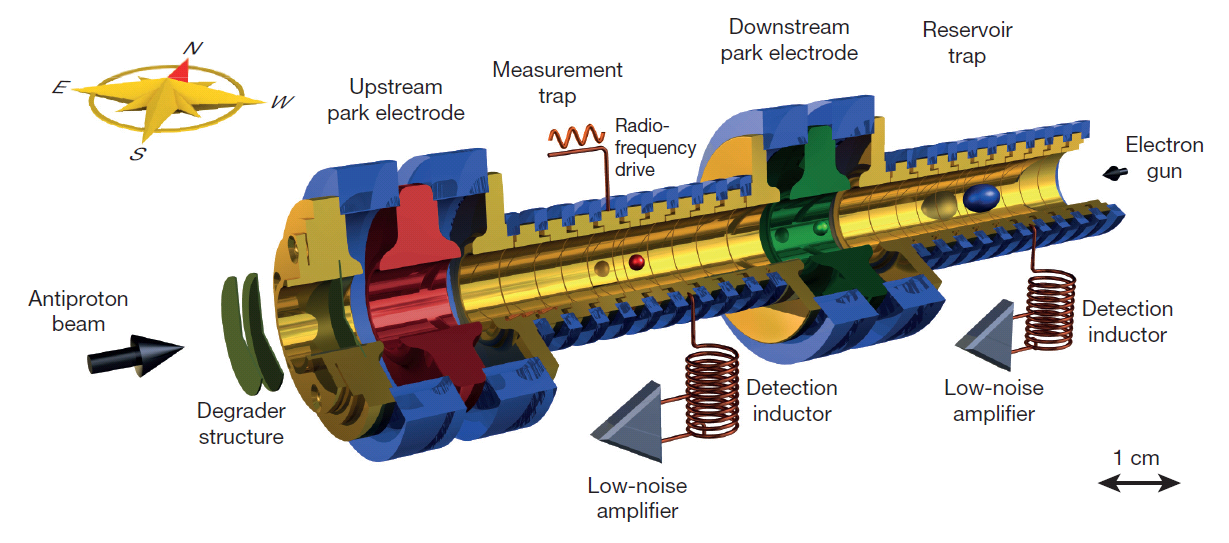 N
E
W
S
Upstream
park electrode
Measurement
trap
Radio-
frequency
drive
Downstream
park electrode
Reservoir
trap
Electron
gun
Antiproton
beam
Degrader
structure
Detection
inductor
Low-noise
amplifier
Detection
inductor
Low-noise
amplifier
1 cm